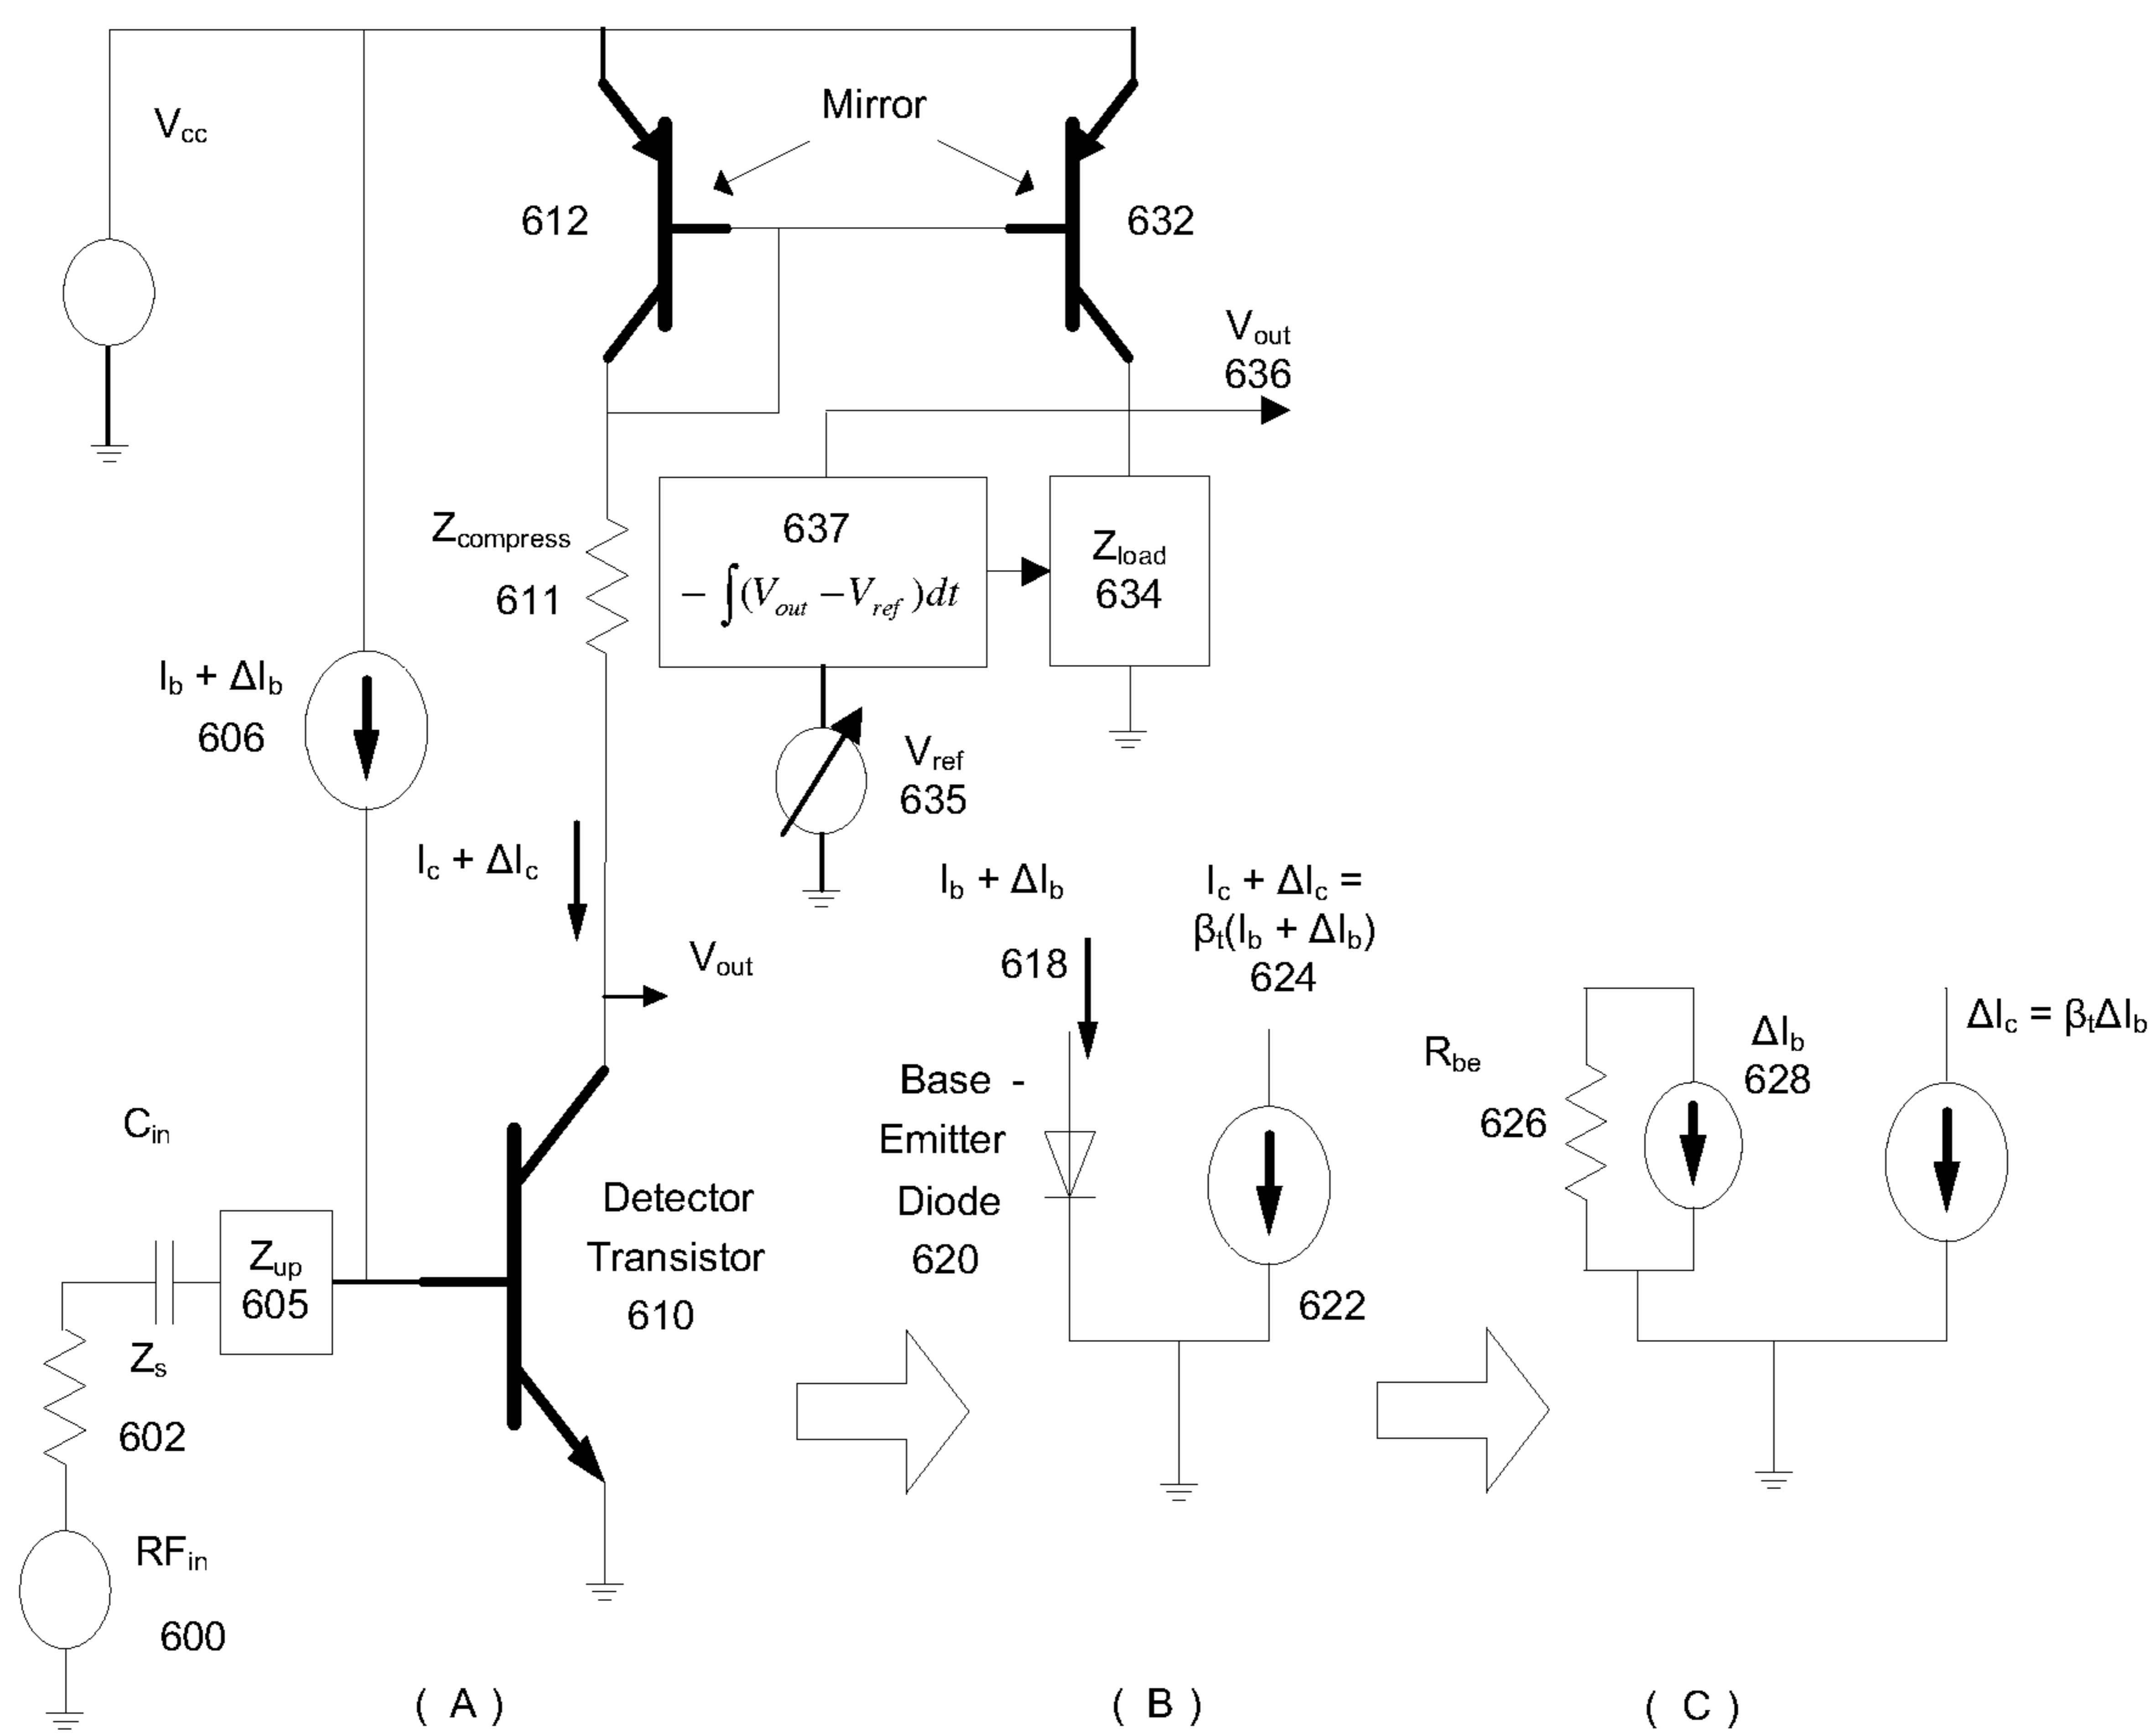 Mirror
Vcc
612
632
Vout
636
Zcompress
611
637
− ∫(Vout −Vref )dt
Zload
634
Ib + ΔIb
606
Vref
635
Ic + ΔIc
Vout
Ib + ΔIb
618
Ic + ΔIc =
βt(Ib + ΔIb)
624
Rbe
626
ΔIb
628
ΔIc = βtΔIb
Cin
Zup
605
Zs
602
Detector
Transistor
610
Base -
Emitter
Diode
620
622
RFin
600
( A )
( B )
( C )